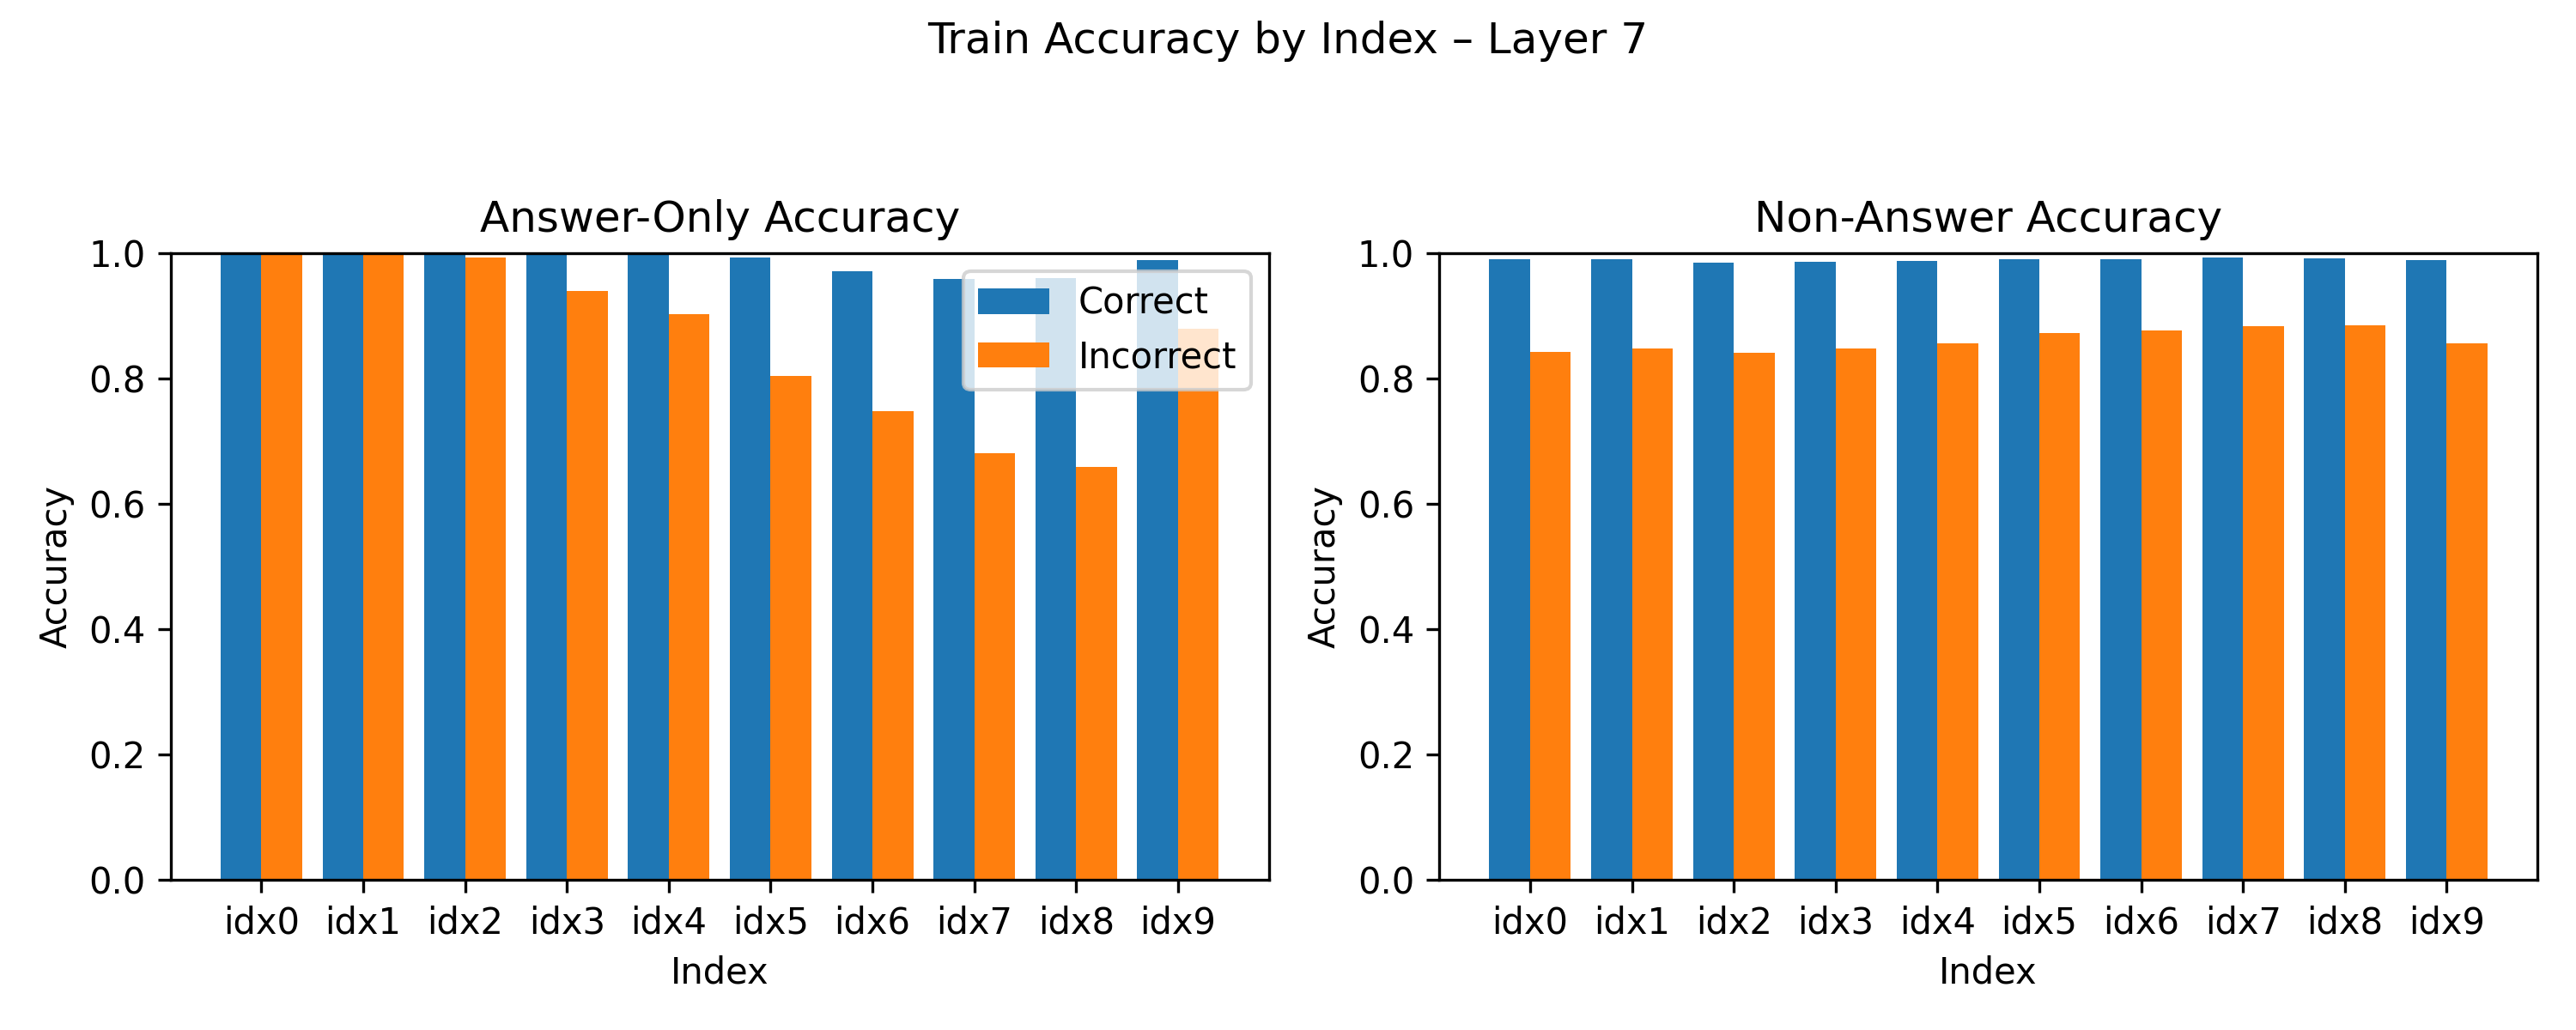 Train Accuracy by Index – Layer 7
Answer-Only Accuracy
1.0
0.8
0.6
0.4
0.2
0.0
Accuracy
Correct
Incorrect
idx0 idx1 idx2 idx3 idx4 idx5 idx6 idx7 idx8 idx9
Index
Non-Answer Accuracy
1.0
0.8
0.6
0.4
0.2
0.0
Accuracy
idx0 idx1 idx2 idx3 idx4 idx5 idx6 idx7 idx8 idx9
Index